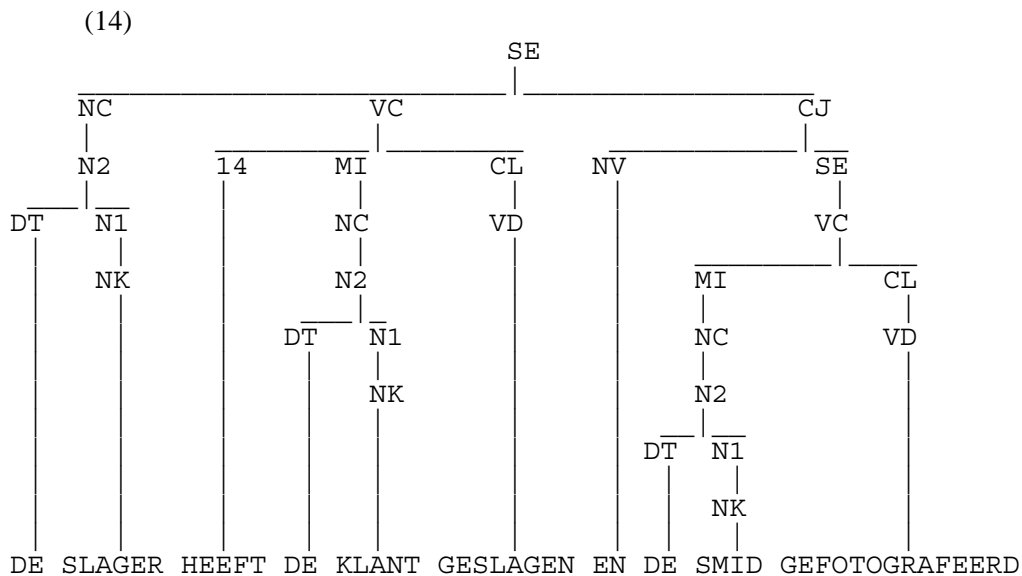 (14)
SE
NC VC CJ
N2 14 MI CL NV SE
DT N1 NC VD VC
NK N2 MI CL
DT N1 NC VD
NK N2
DT N1
NK
DE SLAGER HEEFT DE KLANT GESLAGEN EN DE SMID GEFOTOGRAFEERD